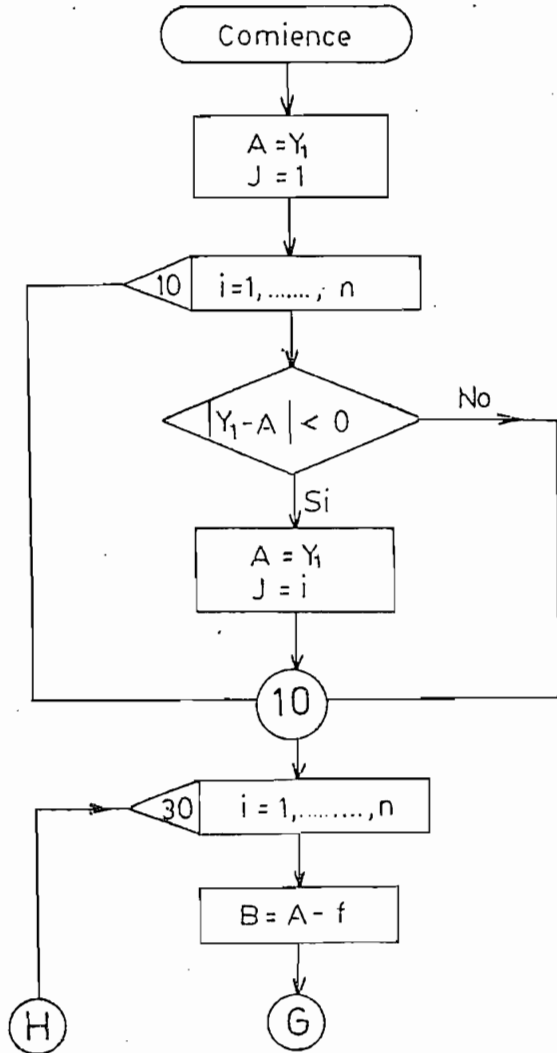 Comience
A = Y₁
J = 1
10 i=1,......., n
|Y₁-A| < 0
No
Si
A = Y₁
J = i
10
30 i = 1,.........,n
B = A - f
H
G